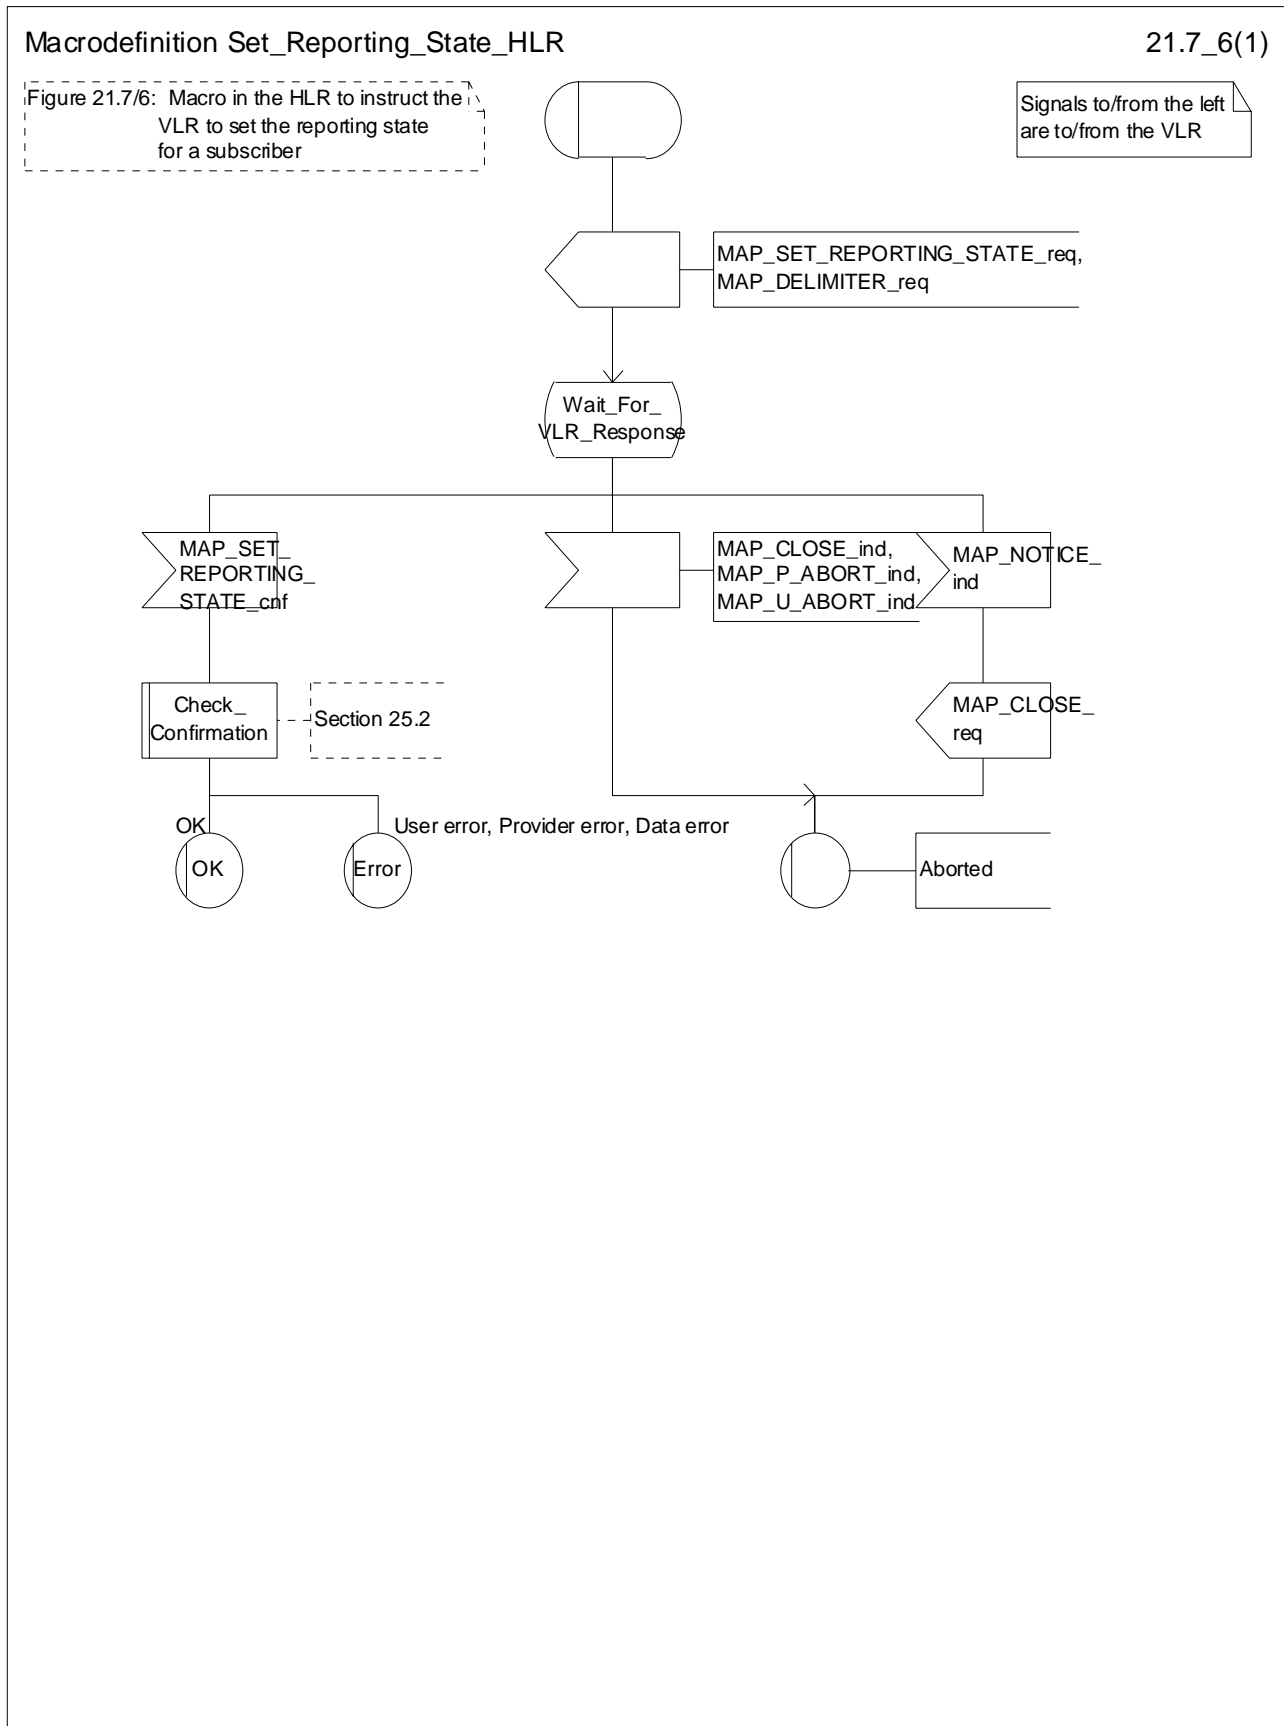 Macrodefinition Set_Reporting_State_HLR
21.7_6(1)
Figure 21.7/6: Macro in the HLR to instruct the
VLR to set the reporting state
for a subscriber
Signals to/from the left
are to/from the VLR
MAP_SET_REPORTING_STATE_req,
MAP_DELIMITER_req
Wait_For_
VLR_Response
MAP_SET_
REPORTING_
STATE_cnf
MAP_CLOSE_ind,
MAP_P_ABORT_ind,
MAP_U_ABORT_ind
MAP_NOTICE_
ind
Check_
Confirmation
Section 25.2
MAP_CLOSE_
req
OK
User error, Provider error, Data error
OK
Error
Aborted